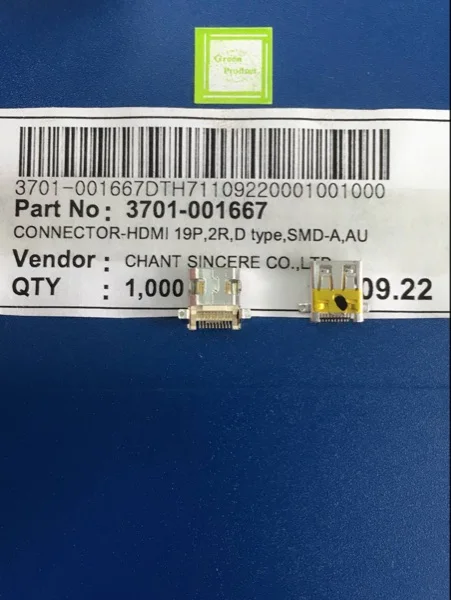 Green
Product
3701-001667DTH71109220001001000
Part No : 3701-001667
CONNECTOR-HDMI 19P,2R,D type,SMD-A,AU
Vendor : CHANT SINCERE CO.,LTD
QTY : 1,000 09.22